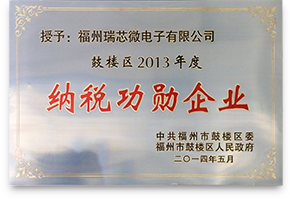 授予：福州瑞芯微电子有限公司
鼓楼区2013年度
纳税功勋企业
中共福州市鼓楼区委
福州市鼓楼区人民政府
二〇一四年五月